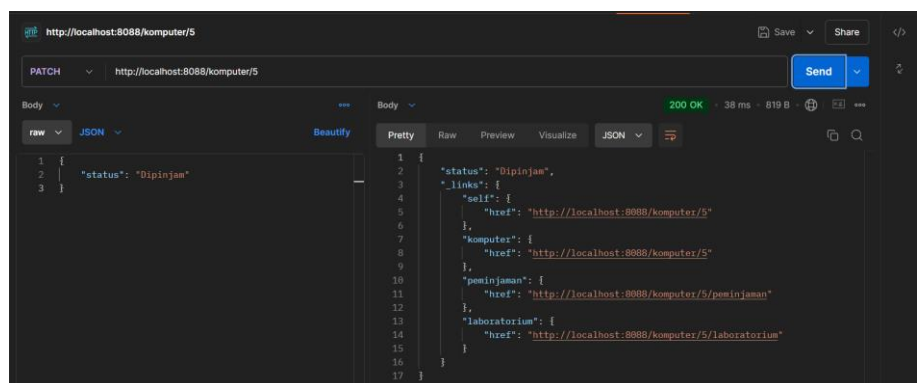 HTTP http://localhost:8088/komputer/5 Save Share
PATCH http://localhost:8088/komputer/5 Send
Body Body 200 OK 38 ms 819 B
raw JSON Beautify Pretty Raw Preview Visualize JSON
1 {
2 "status": "Dipinjam"
3 }
1 {
2 "status": "Dipinjam",
3 "_links": {
4 "self": {
5 "href": "http://localhost:8088/komputer/5"
6 },
7 "komputer": {
8 "href": "http://localhost:8088/komputer/5"
9 },
10 "peminjaman": {
11 "href": "http://localhost:8088/komputer/5/peminjaman"
12 },
13 "laboratorium": {
14 "href": "http://localhost:8088/komputer/5/laboratorium"
15 }
16 }
17 }